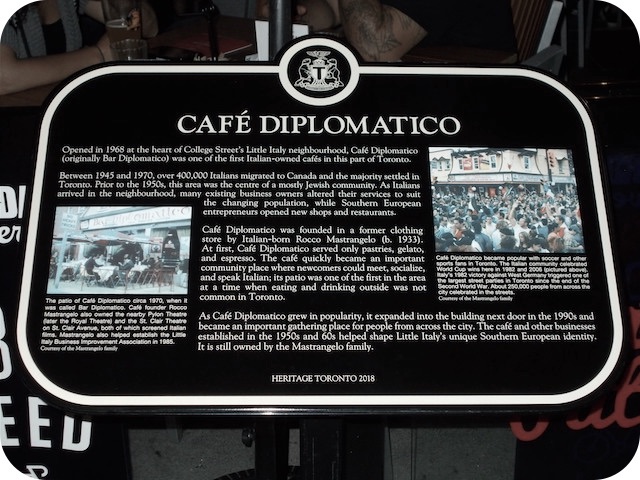 CAFÉ DIPLOMATICO
Opened in 1968 at the heart of College Street's Little Italy neighbourhood, Café Diplomatico
(originally Bar Diplomatico) was one of the first Italian-owned cafés in this part of Toronto.
Between 1945 and 1970, over 400,000 Italians migrated to Canada and the majority settled in
Toronto. Prior to the 1950s, this area was the centre of a mostly Jewish community. As Italians
arrived in the neighbourhood, many existing business owners altered their services to suit
the changing population, while Southern European
entrepreneurs opened new shops and restaurants.
Café Diplomatico was founded in a former clothing
store by Italian-born Rocco Mastrangelo (b. 1933).
At first, Café Diplomatico served only pastries, gelato,
and espresso. The café quickly became an important
community place where newcomers could meet, socialize,
and speak Italian; its patio was one of the first in the area
at a time when eating and drinking outside was not
common in Toronto.
As Café Diplomatico grew in popularity, it expanded into the building next door in the 1990s and
became an important gathering place for people from across the city. The café and other businesses
established in the 1950s and 60s helped shape Little Italy's unique Southern European identity.
It is still owned by the Mastrangelo family.
The patio of Café Diplomatico circa 1970, when it
was called Bar Diplomatico. Café founder Rocco
Mastrangelo also owned the nearby Pylon Theatre
(later the Royal Theatre) and the St. Clair Theatre
on St. Clair Avenue, both of which screened Italian
films. Mastrangelo also helped establish the Little
Italy Business Improvement Association in 1985.
Courtesy of the Mastrangelo family
Café Diplomatico became popular with soccer and other
sports fans in Toronto. The Italian community celebrated
World Cup wins here in 1982 and 2006 (pictured above).
Italy's 1982 victory against West Germany triggered one of
the largest street parties in Toronto since the end of the
Second World War. About 250,000 people from across the
city celebrated in the streets.
Courtesy of the Mastrangelo family
HERITAGE TORONTO 2018
EED